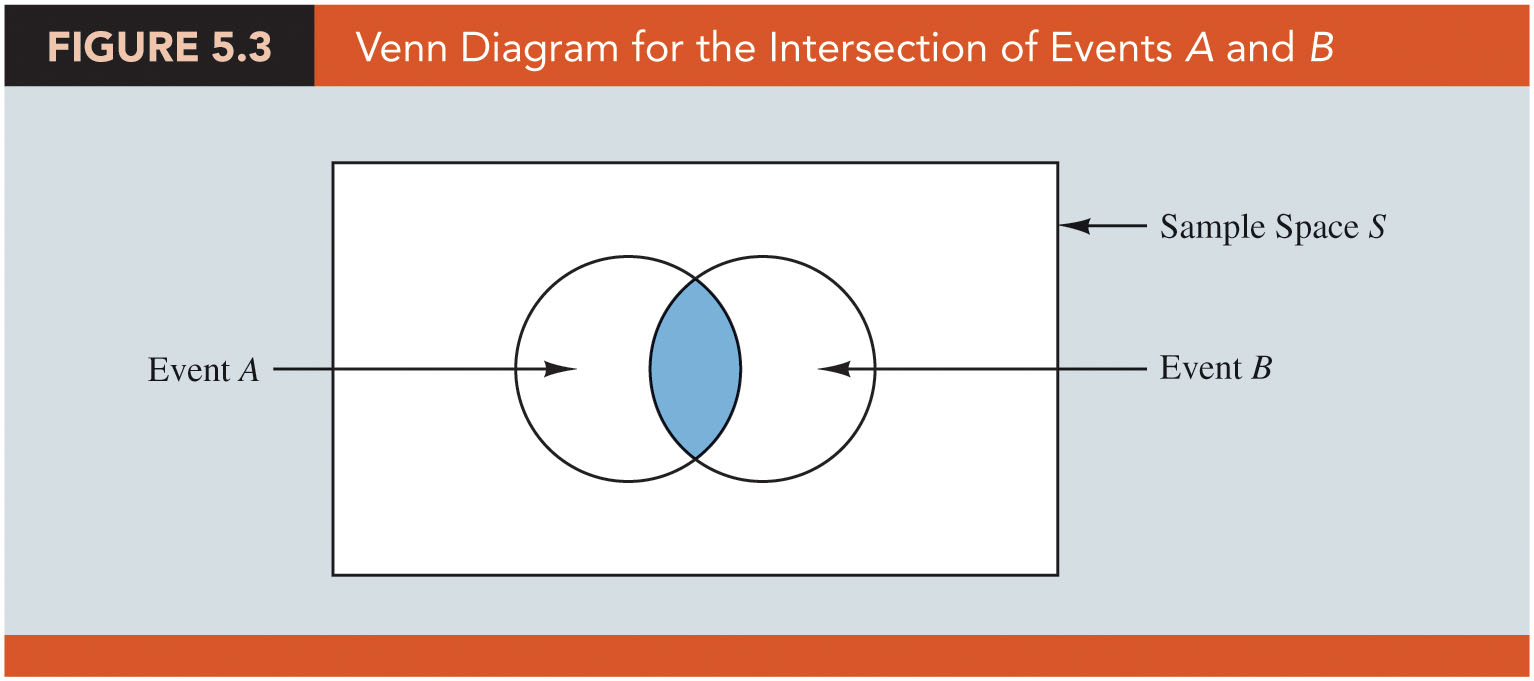 FIGURE 5.3 Venn Diagram for the Intersection of Events A and B
Sample Space S
Event A
Event B